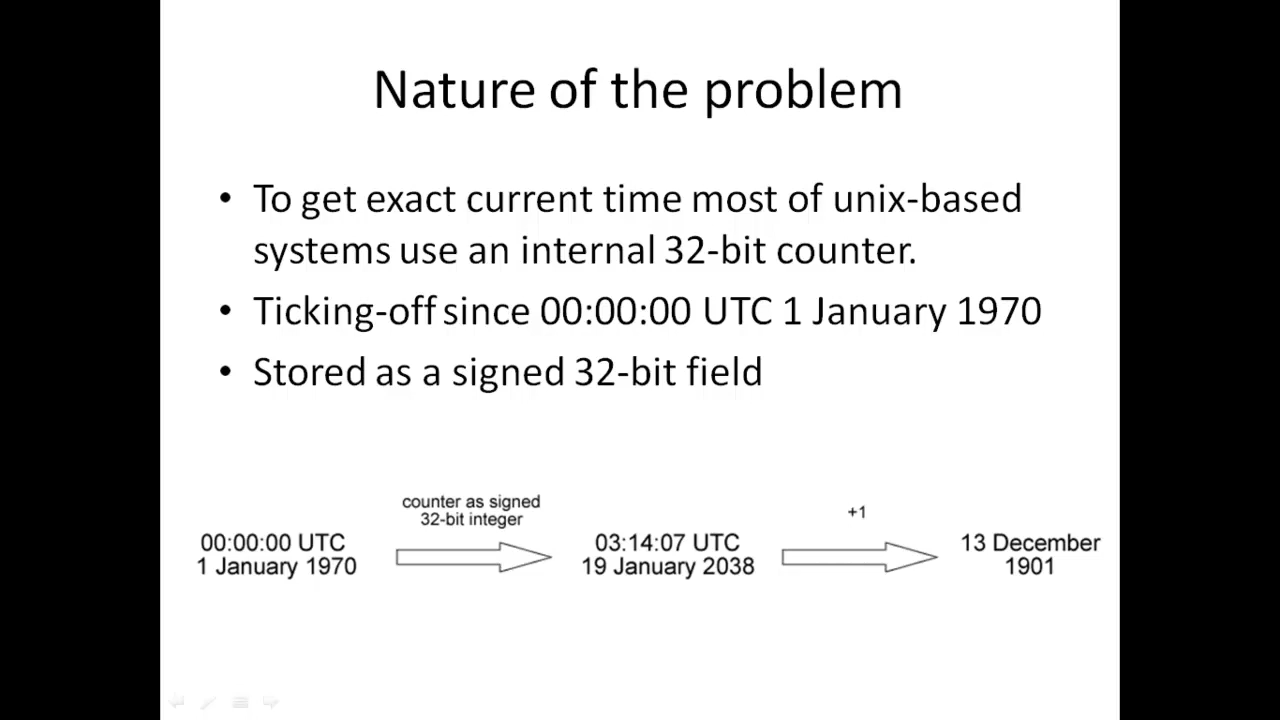 Nature of the problem
• To get exact current time most of unix-based
systems use an internal 32-bit counter.
• Ticking-off since 00:00:00 UTC 1 January 1970
• Stored as a signed 32-bit field
counter as signed
32-bit integer
+1
00:00:00 UTC
1 January 1970
03:14:07 UTC
19 January 2038
13 December
1901